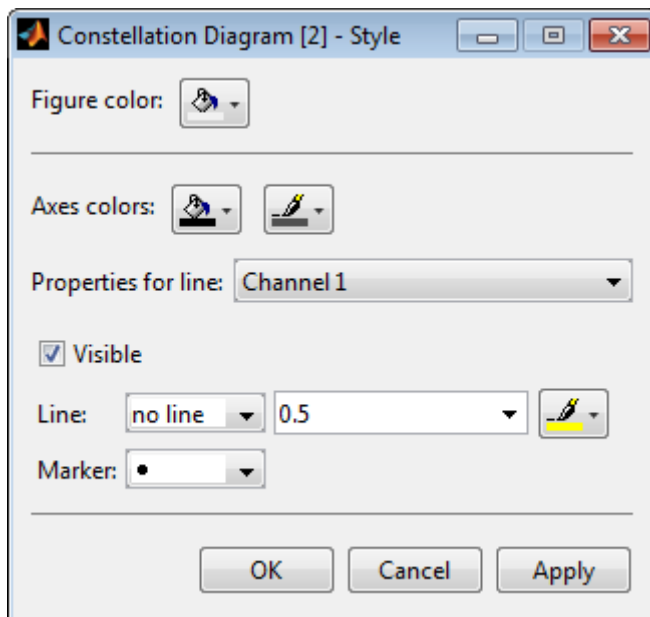 Constellation Diagram [2] - Style
Figure color:
Axes colors:
Properties for line: Channel 1
Visible
Line: no line 0.5
Marker:
OK Cancel Apply